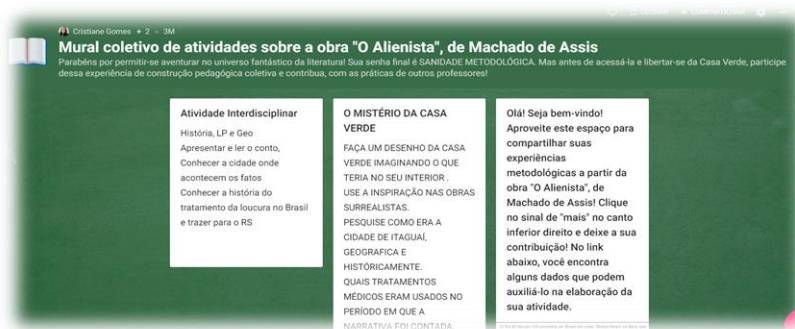 Cristiane Gomes + 2 • 3M
Mural coletivo de atividades sobre a obra "O Alienista", de Machado de Assis
Parabéns por permitir-se aventurar no universo fantástico da literatura! Sua senha final é SANIDADE METODOLÓGICA. Mas antes de acessá-la e libertar-se da Casa Verde, participe
dessa experiência de construção pedagógica coletiva e contribua, com as práticas de outros professores!
Atividade Interdisciplinar
História, LP e Geo
Apresentar e ler o conto,
Conhecer a cidade onde
acontecem os fatos
Conhecer a história do
tratamento da loucura no Brasil
e trazer para o RS
O MISTÉRIO DA CASA
VERDE
FAÇA UM DESENHO DA CASA
VERDE IMAGINANDO O QUE
TERIA NO SEU INTERIOR .
USE A INSPIRAÇÃO NAS OBRAS
SURREALISTAS.
PESQUISE COMO ERA A
CIDADE DE ITAGUAÍ,
GEOGRAFICA E
HISTÓRICAMENTE.
QUAIS TRATAMENTOS
MÉDICOS ERAM USADOS NO
PERÍODO EM QUE A
NARRATIVA FOI CONTADA.
Olá! Seja bem-vindo!
Aproveite este espaço para
compartilhar suas
experiências
metodológicas a partir da
obra "O Alienista", de
Machado de Assis! Clique
no sinal de "mais" no canto
inferior direito e deixe a sua
contribuição! No link
abaixo, você encontra
alguns dados que podem
auxiliá-lo na elaboração da
sua atividade.